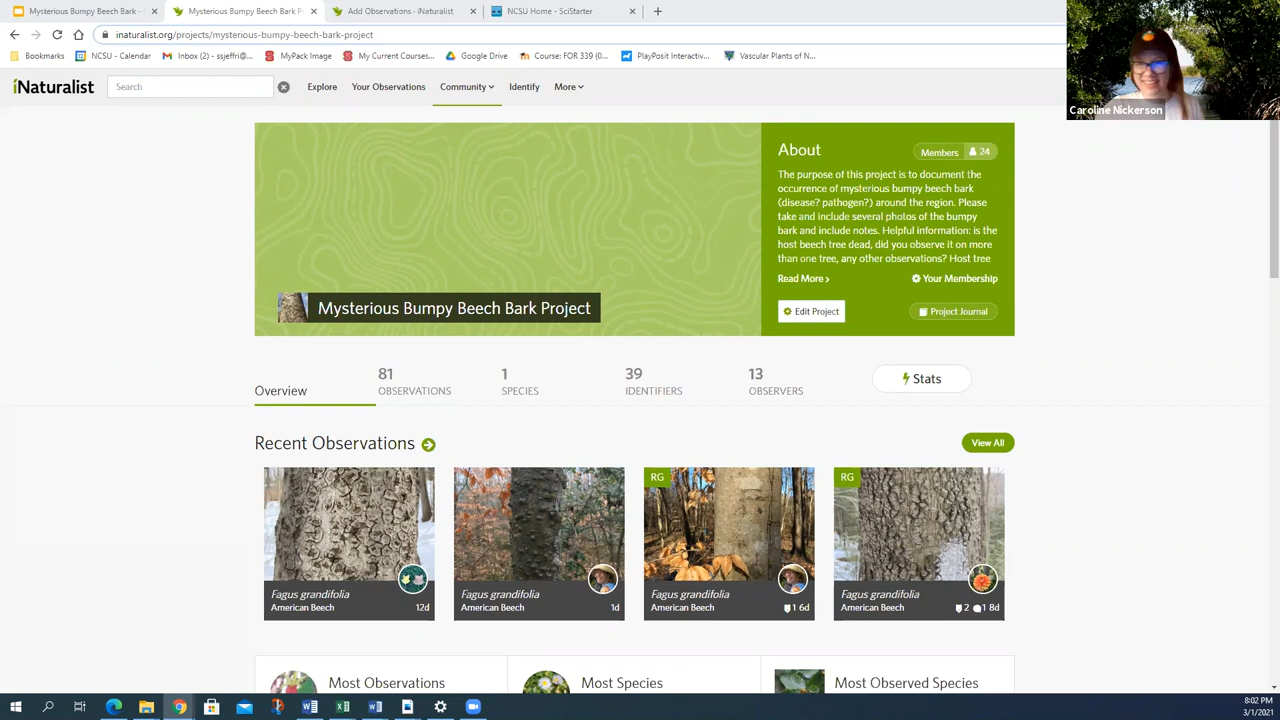 Mysterious Bumpy Beech Bark -
Mysterious Bumpy Beech Bark P
Add Observations - iNaturalist
NCSU Home - SciStarter
inaturalist.org/projects/mysterious-bumpy-beech-bark-project
Bookmarks
NCSU - Calendar
Inbox (2) - ssjeffri@...
MyPack Image
My Current Courses...
Google Drive
Course: FOR 339 (0...
PlayPosit Interactiv...
Vascular Plants of N...
Caroline Nickerson
iNaturalist
Search
Explore
Your Observations
Community
Identify
More
About
Members 24
The purpose of this project is to document the
occurrence of mysterious bumpy beech bark
(disease? pathogen?) around the region. Please
take and include several photos of the bumpy
bark and include notes. Helpful information: is the
host beech tree dead, did you observe it on more
than one tree, any other observations? Host tree
Read More >
Your Membership
Mysterious Bumpy Beech Bark Project
Edit Project
Project Journal
Overview
81
OBSERVATIONS
1
SPECIES
39
IDENTIFIERS
13
OBSERVERS
Stats
Recent Observations
View All
Fagus grandifolia
American Beech
12d
Fagus grandifolia
American Beech
1d
RG
Fagus grandifolia
American Beech
1 6d
RG
Fagus grandifolia
American Beech
2 1 8d
Most Observations
Most Species
Most Observed Species
8:02 PM
3/1/2021